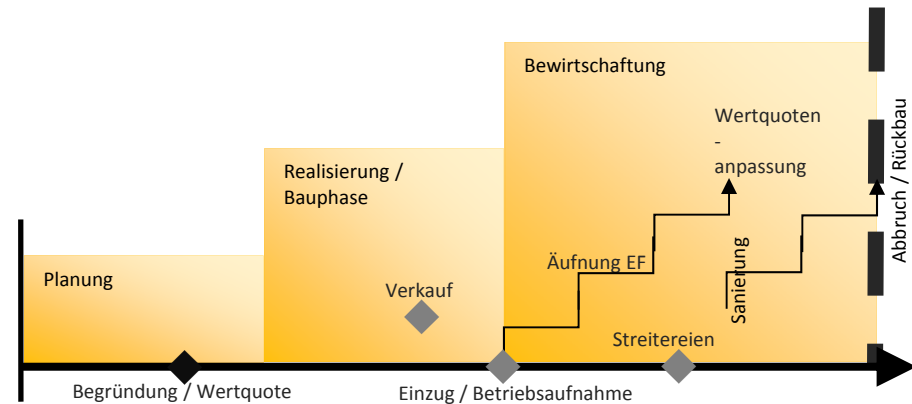 Bewirtschaftung
Wertquoten
-
anpassung
Realisierung /
Bauphase
Äufnung EF
Sanierung
Abbruch / Rückbau
Planung
Verkauf
Streitereien
Begründung / Wertquote
Einzug / Betriebsaufnahme